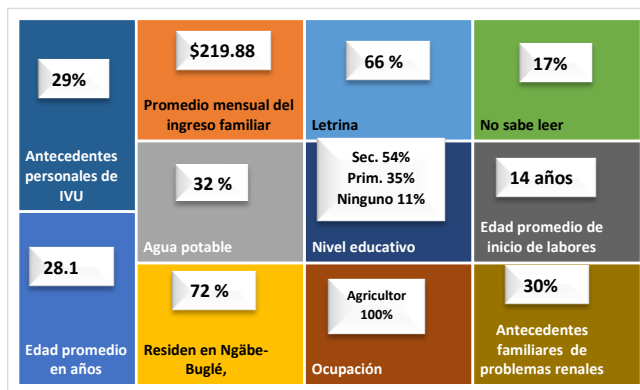 29%
Antecedentes
personales de
IVU
$219.88
Promedio mensual del
ingreso familiar
66 %
Letrina
17%
No sabe leer
32 %
Agua potable
Sec. 54%
Prim. 35%
Ninguno 11%
Nivel educativo
14 años
Edad promedio de
inicio de labores
28.1
Edad promedio
en años
72 %
Residen en Ngäbe-
Buglé,
Agricultor
100%
Ocupación
30%
Antecedentes
familiares de
problemas renales